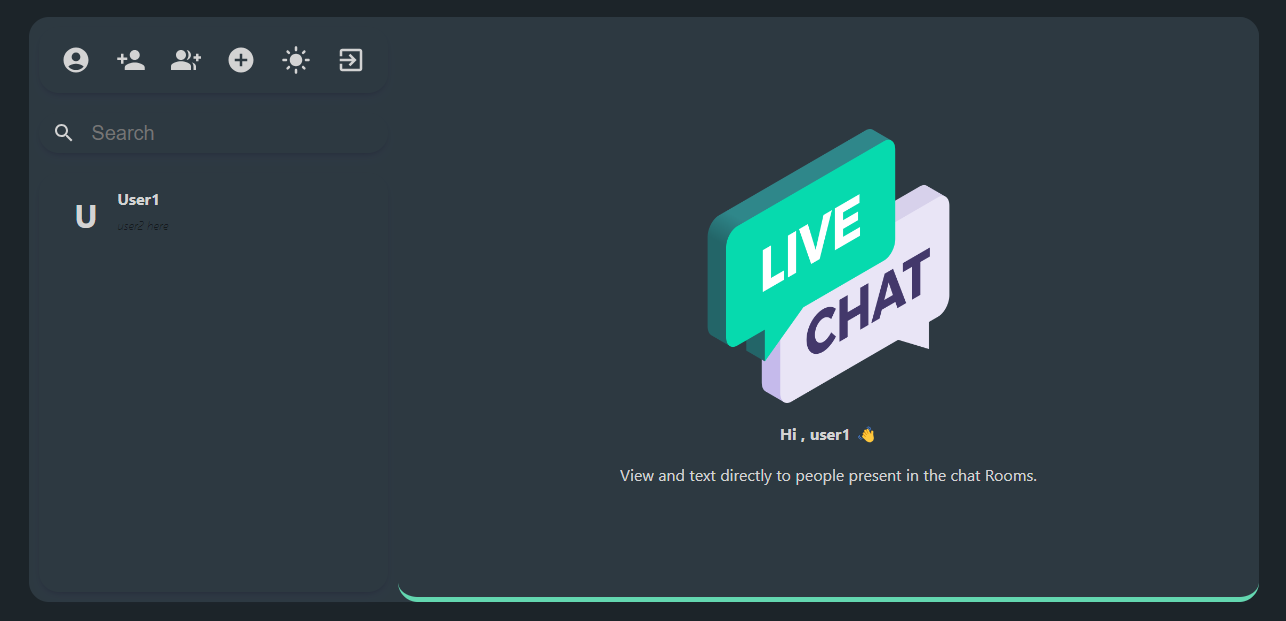 Search
U
User1
user2 here
LIVE
CHAT
Hi , user1 👋
View and text directly to people present in the chat Rooms.